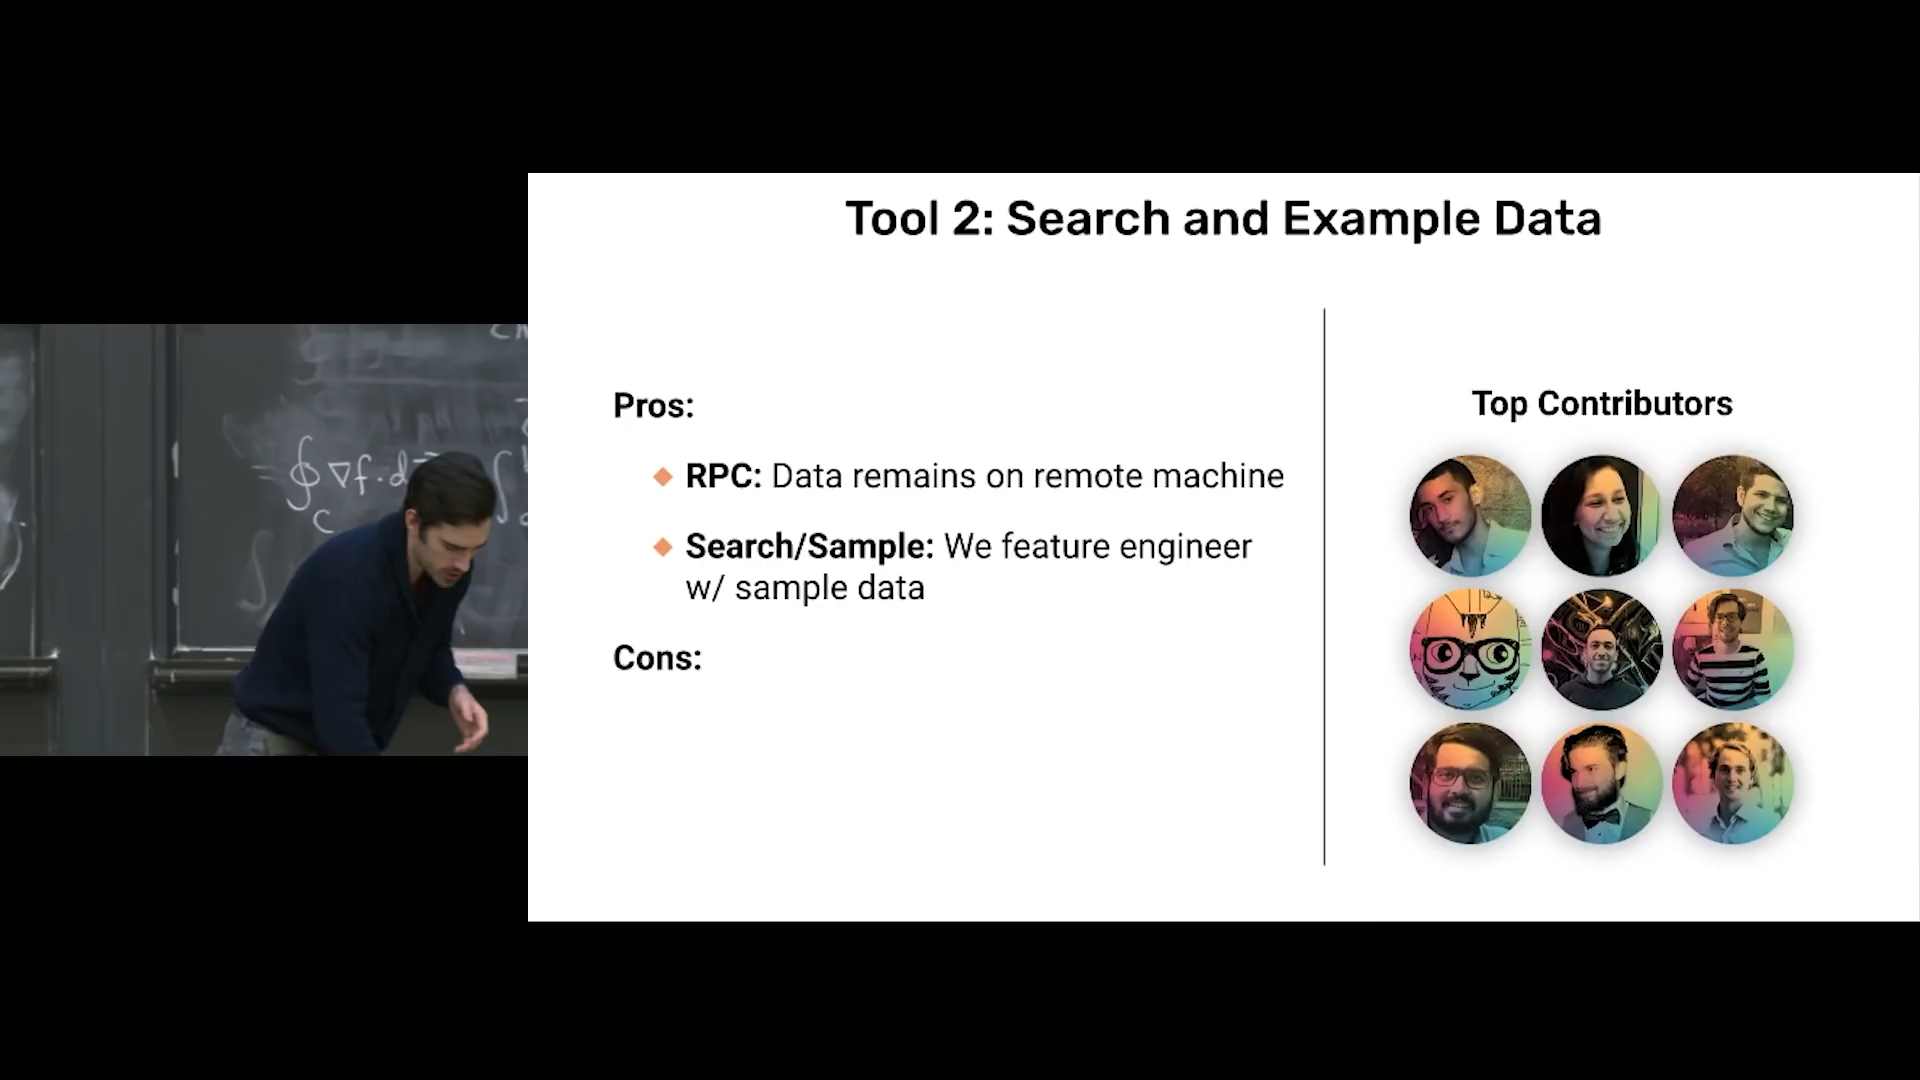 Tool 2: Search and Example Data
Pros:
RPC: Data remains on remote machine
Search/Sample: We feature engineer
w/ sample data
Cons:
Top Contributors
= ∮ ∇f · d
C